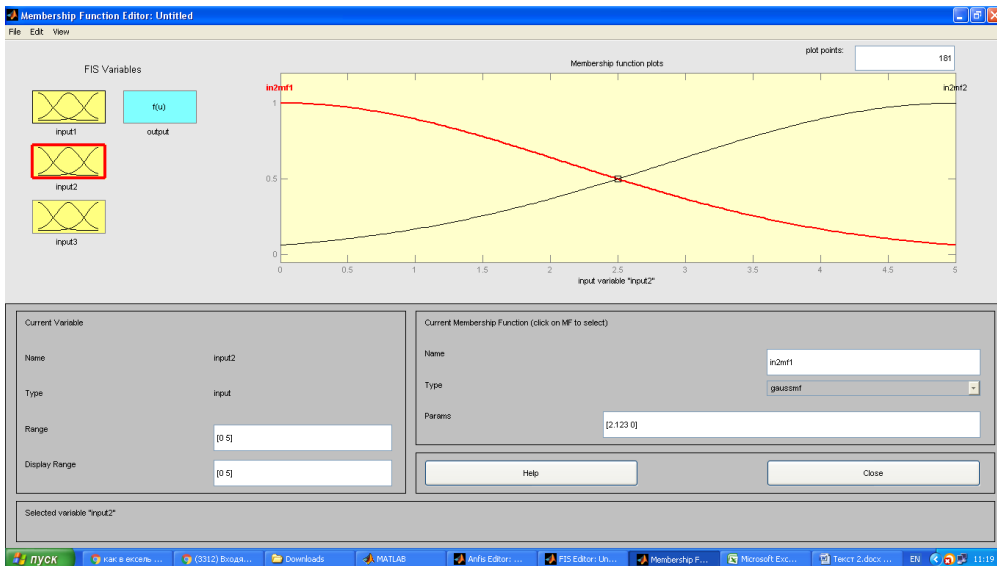 Membership Function Editor: Untitled
File Edit View
FIS Variables
input1
f(u)
output
input2
input3
plot points:
181
Membership function plots
in2mf1
in2mf2
1
0.5
0
0 0.5 1 1.5 2 2.5 3 3.5 4 4.5 5
input variable "input2"
Current Variable
Name input2
Type input
Range [0 5]
Display Range [0 5]
Current Membership Function (click on MF to select)
Name in2mf1
Type gaussmf
Params [2.123 0]
Help Close
Selected variable "input2"
пуск
как в ексель ...
(3312) Входя...
Downloads
MATLAB
Anfis Editor: ...
FIS Editor: Un...
Membership F...
Microsoft Exc...
Текст 2.docx ...
EN
11:19